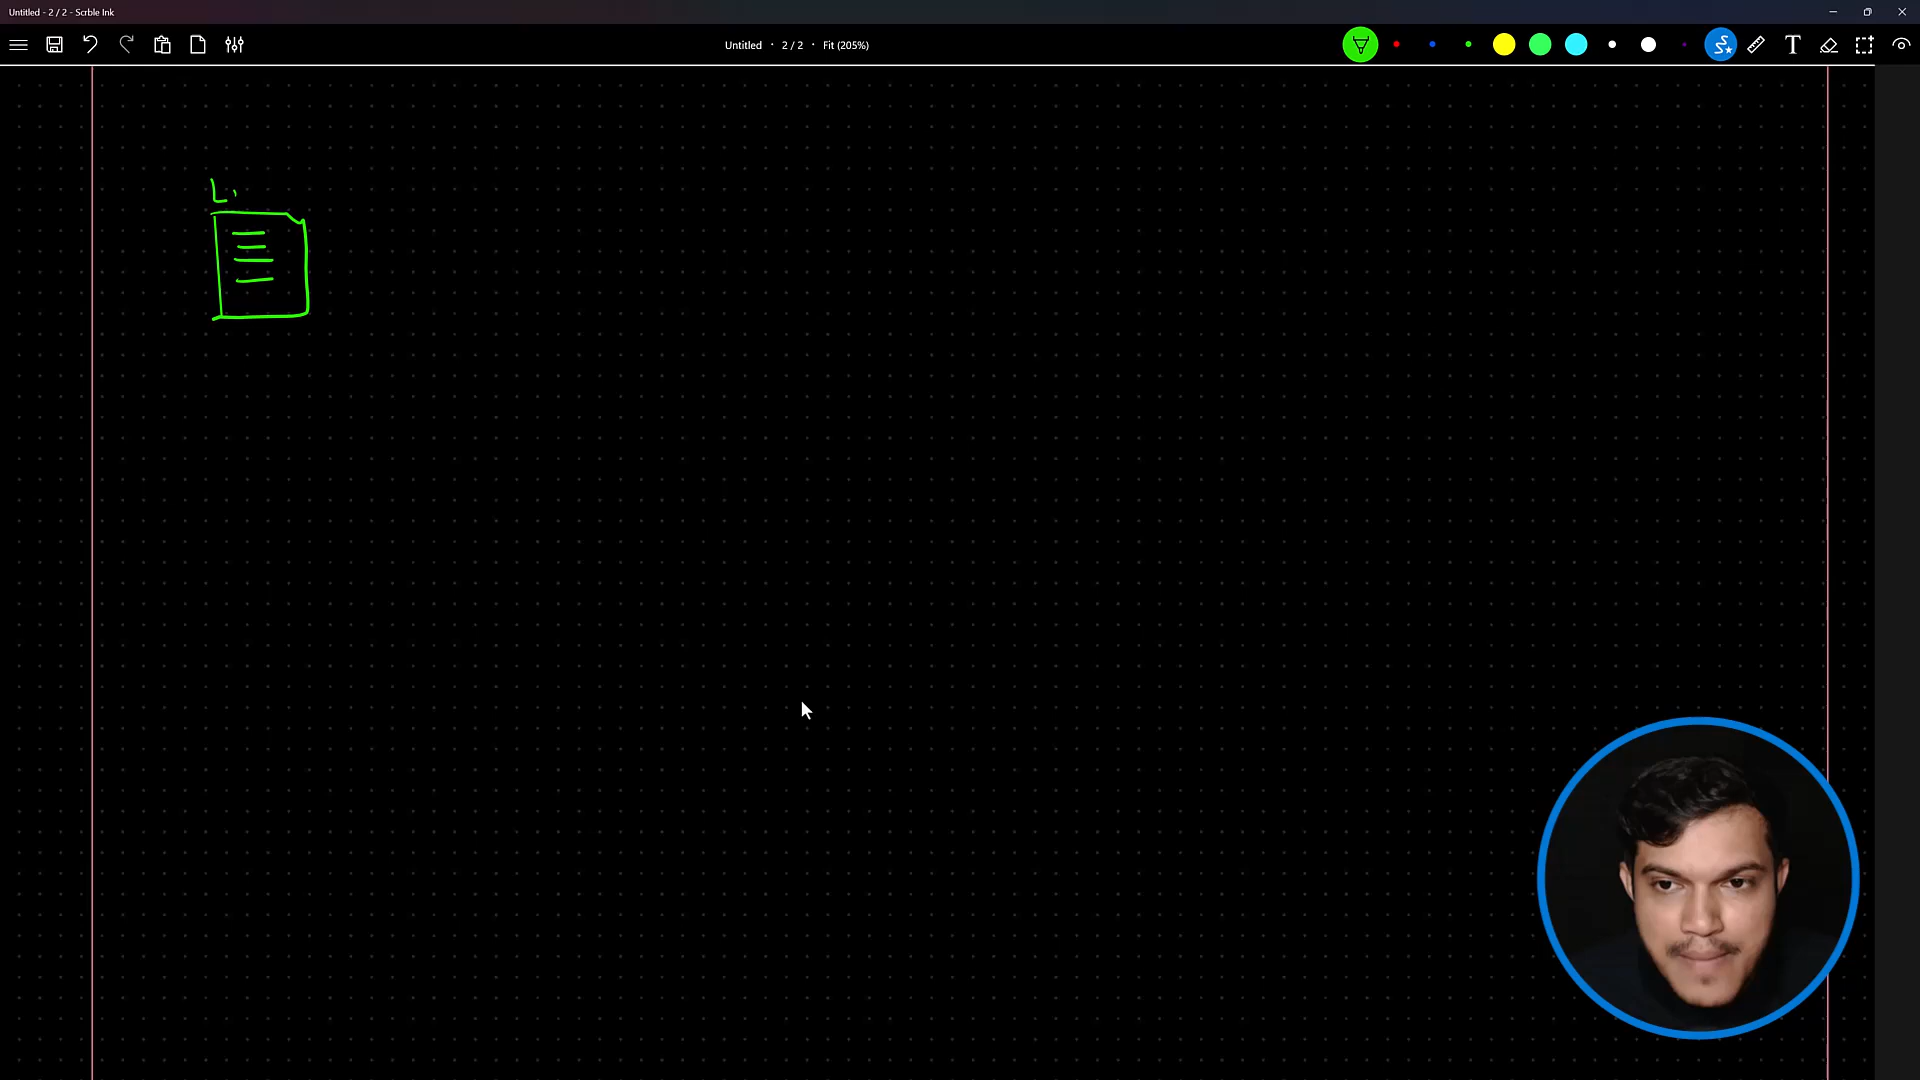 Untitled - 2 / 2 - Scrble Ink
Untitled · 2 / 2 · Fit (205%)
T
L